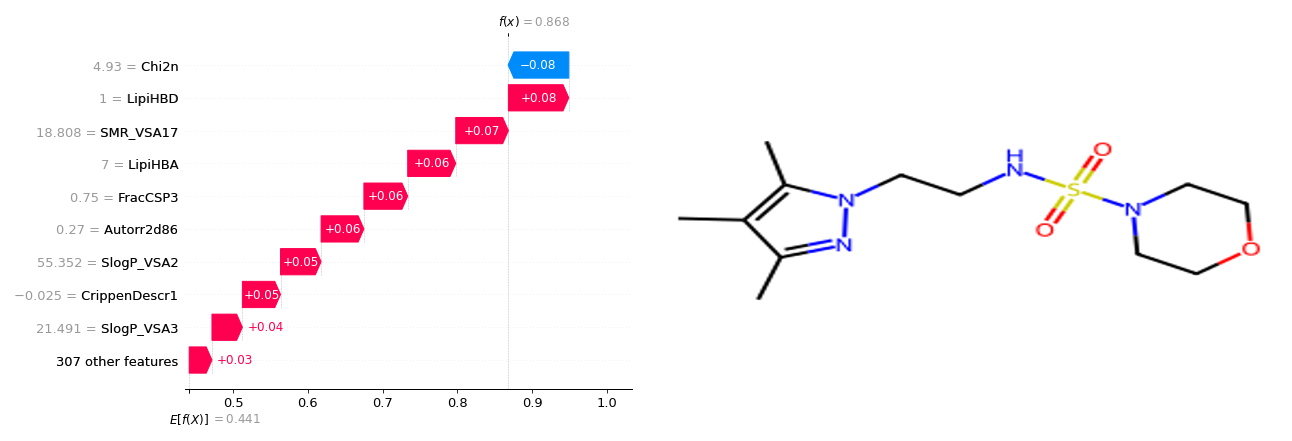 f(x) = 0.868
4.93 = Chi2n
−0.08
1 = LipiHBD
+0.08
18.808 = SMR_VSA17
+0.07
7 = LipiHBA
+0.06
0.75 = FracCSP3
+0.06
0.27 = Autorr2d86
+0.06
55.352 = SlogP_VSA2
+0.05
−0.025 = CrippenDescr1
+0.05
21.491 = SlogP_VSA3
+0.04
307 other features
+0.03
0.5 0.6 0.7 0.8 0.9 1.0
E[f(X)] = 0.441
H
N
O
S
O
N
O
N
N